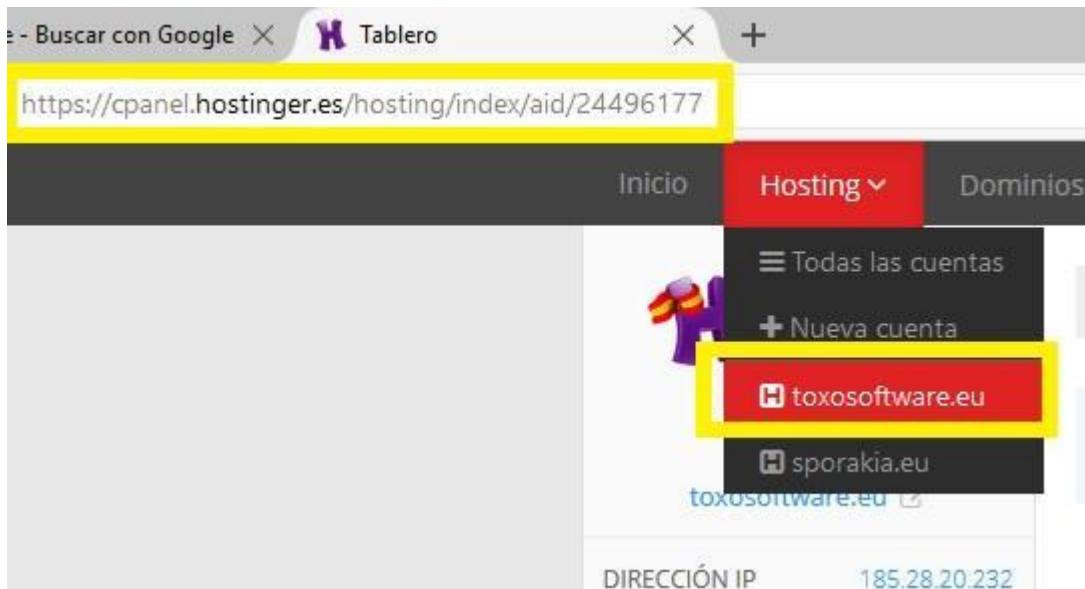 - Buscar con Google
Tablero
https://cpanel.hostinger.es/hosting/index/aid/24496177
Inicio Hosting Dominios
Todas las cuentas
Nueva cuenta
toxosoftware.eu
sporakia.eu
toxosoftware.eu
DIRECCIÓN IP 185.28.20.232